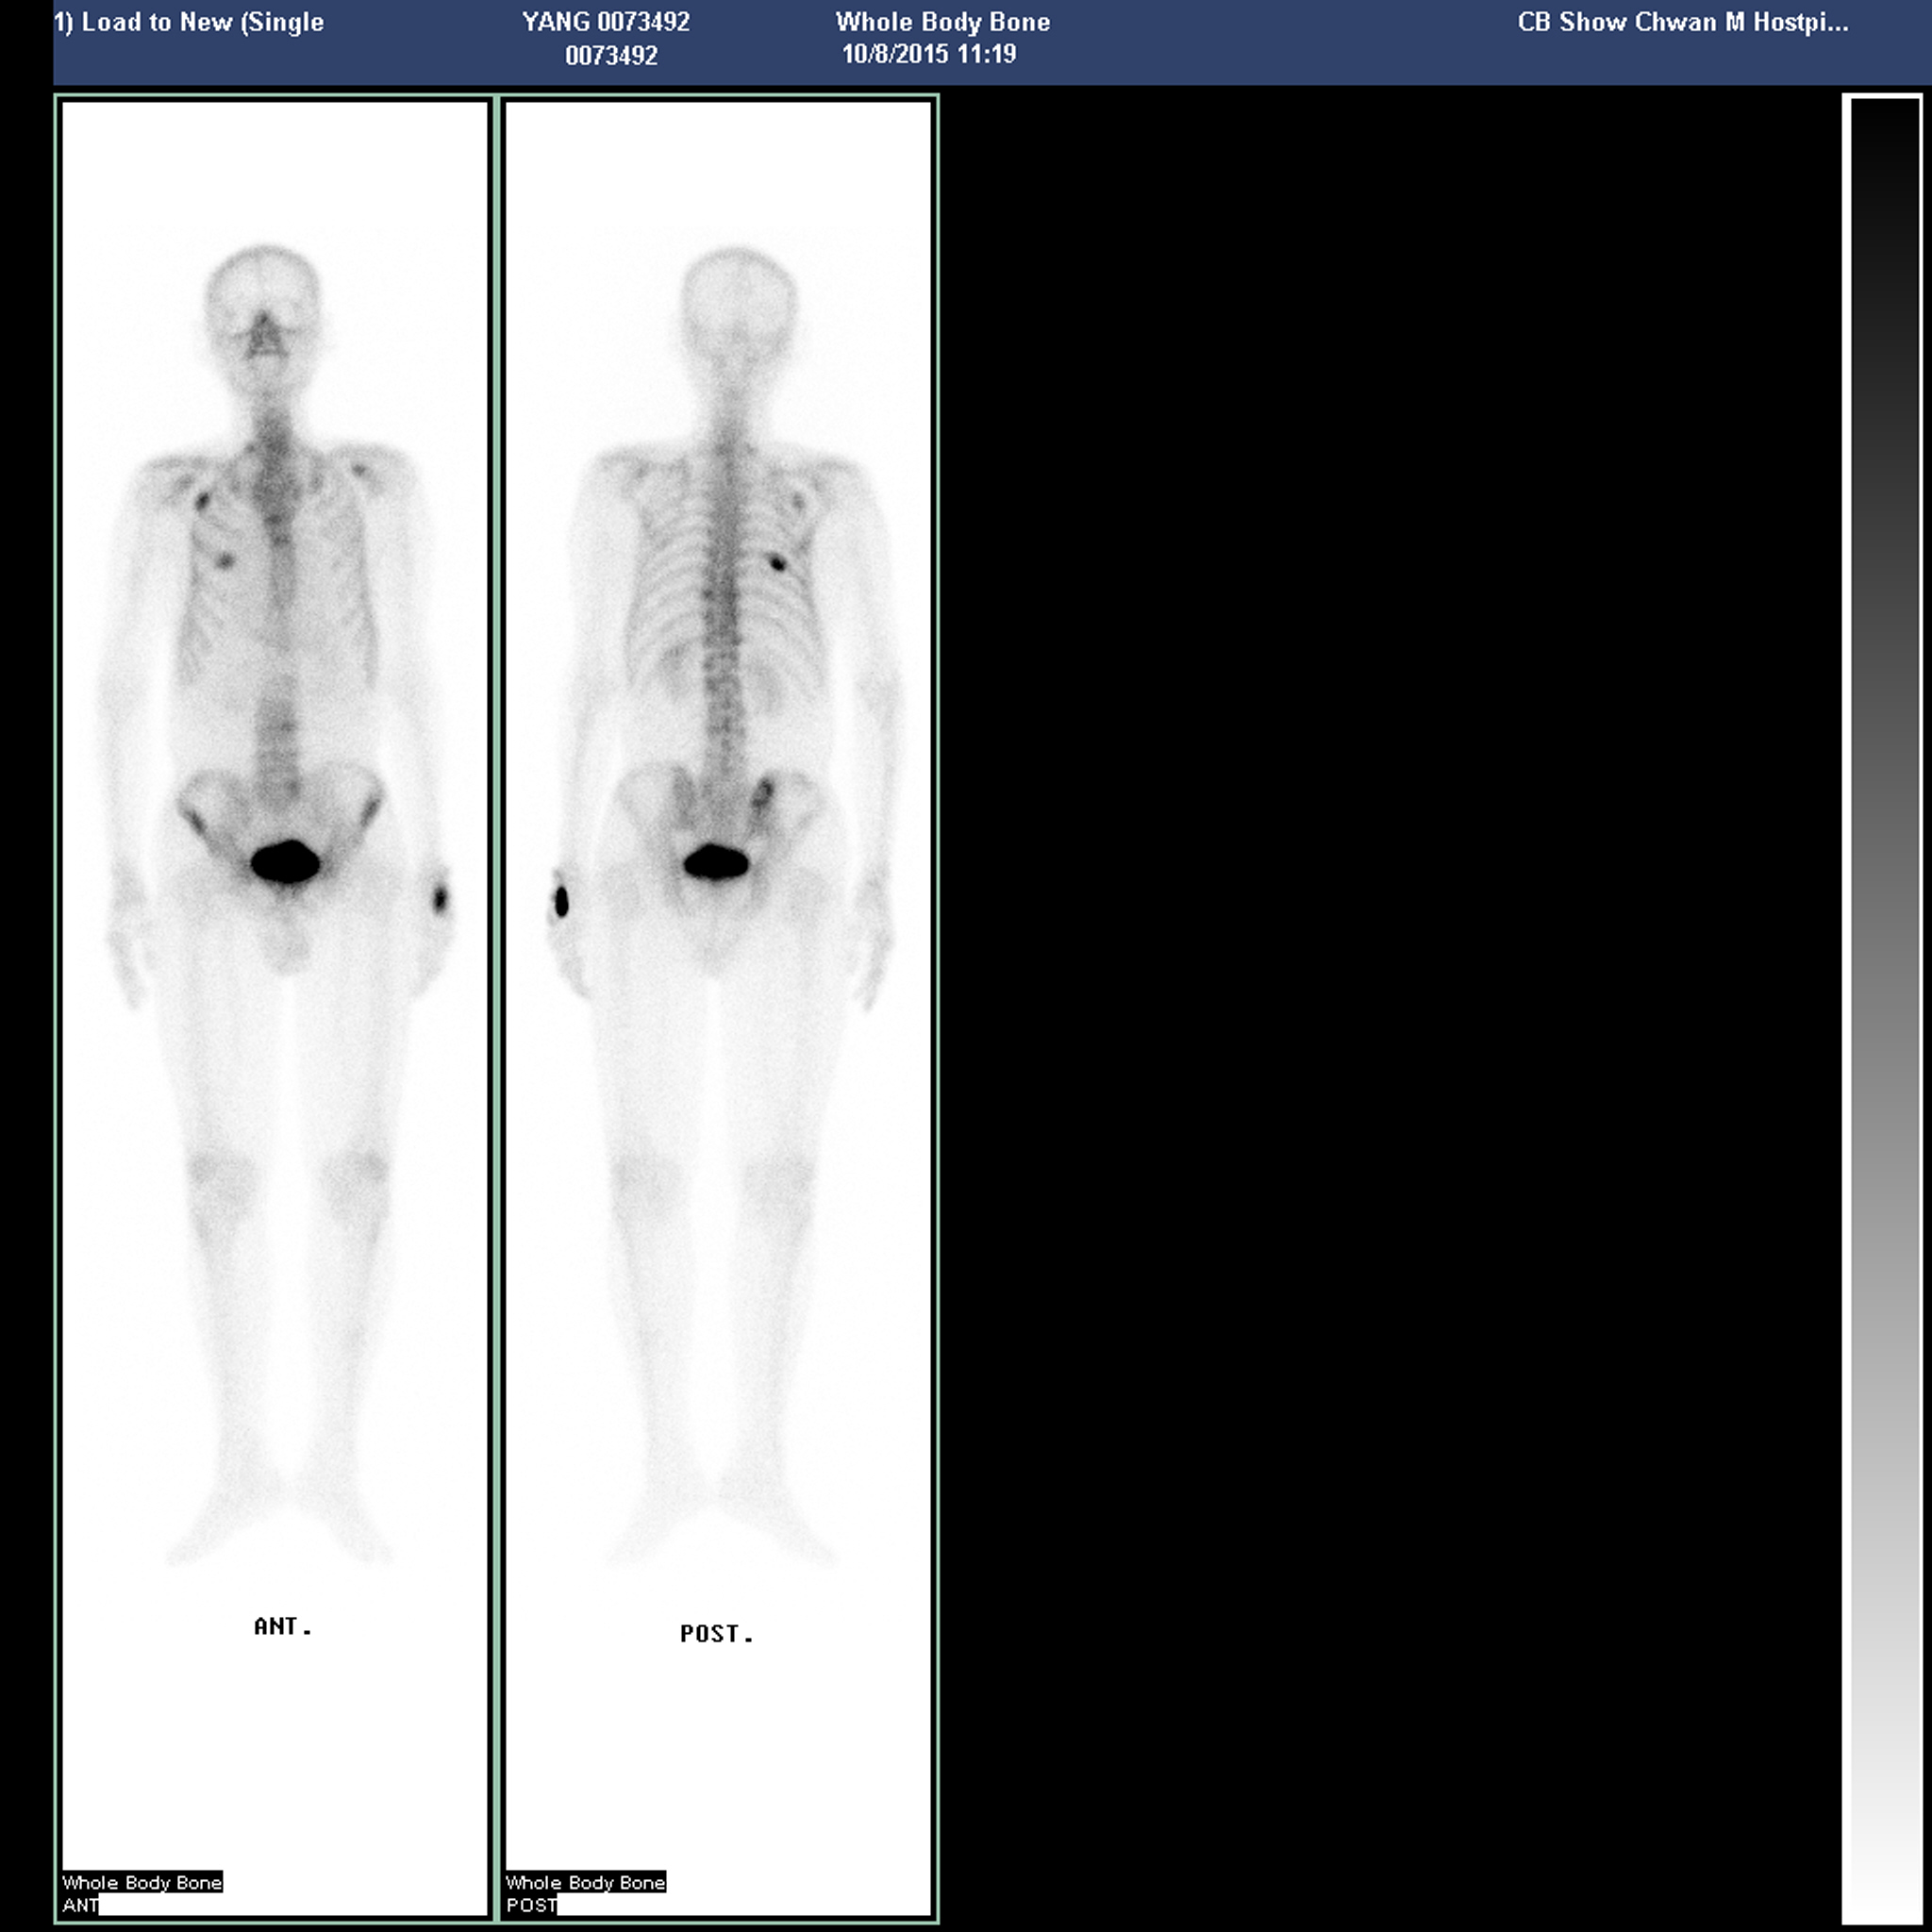 1) Load to New (Single
YANG 0073492
0073492
Whole Body Bone
10/8/2015 11:19
CB Show Chwan M Hostpi...
ANT.
POST.
Whole Body Bone
ANT
Whole Body Bone
POST